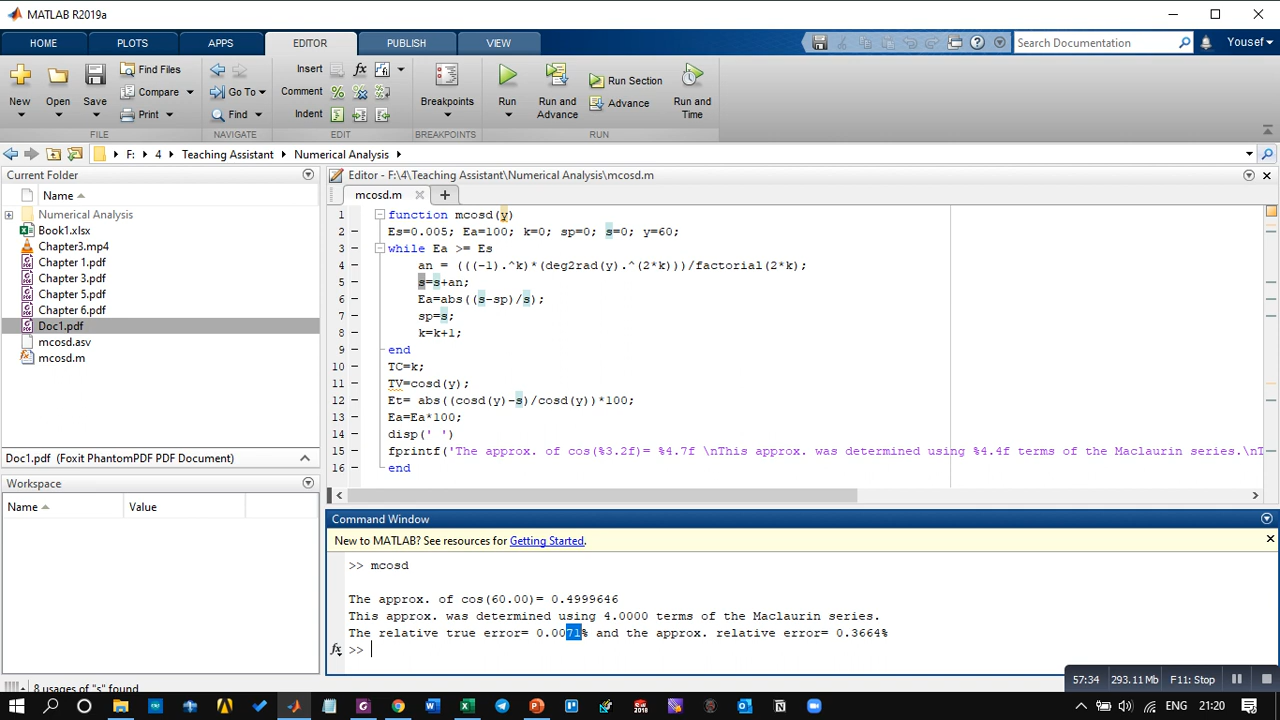 MATLAB R2019a
HOME PLOTS APPS EDITOR PUBLISH VIEW Search Documentation Yousef
New Open Save Find Files Compare Print Go To Find Insert Comment Indent Breakpoints Run Run and Advance Run Section Advance Run and Time
FILE NAVIGATE EDIT BREAKPOINTS RUN
F: 4 Teaching Assistant Numerical Analysis
Current Folder
Name
Numerical Analysis
Book1.xlsx
Chapter3.mp4
Chapter 1.pdf
Chapter 3.pdf
Chapter 5.pdf
Chapter 6.pdf
Doc1.pdf
mcosd.asv
mcosd.m
Doc1.pdf (Foxit PhantomPDF PDF Document)
Workspace
Name Value
8 usages of "s" found
Editor - F:\4\Teaching Assistant\Numerical Analysis\mcosd.m
mcosd.m
1 function mcosd(y)
2 Es=0.005; Ea=100; k=0; sp=0; s=0; y=60;
3 while Ea >= Es
4 an = (((-1).^k)*(deg2rad(y).^(2*k)))/factorial(2*k);
5 s=s+an;
6 Ea=abs((s-sp)/s);
7 sp=s;
8 k=k+1;
9 end
10 TC=k;
11 TV=cosd(y);
12 Et= abs((cosd(y)-s)/cosd(y))*100;
13 Ea=Ea*100;
14 disp(' ')
15 fprintf('The approx. of cos(%3.2f)= %4.7f \nThis approx. was determined using %4.4f terms of the Maclaurin series.\nT
16 end
Command Window
New to MATLAB? See resources for Getting Started.
>> mcosd
The approx. of cos(60.00)= 0.4999646
This approx. was determined using 4.0000 terms of the Maclaurin series.
The relative true error= 0.0071% and the approx. relative error= 0.3664%
fx >>
57:34 293.11 Mb F11: Stop
ENG 21:20